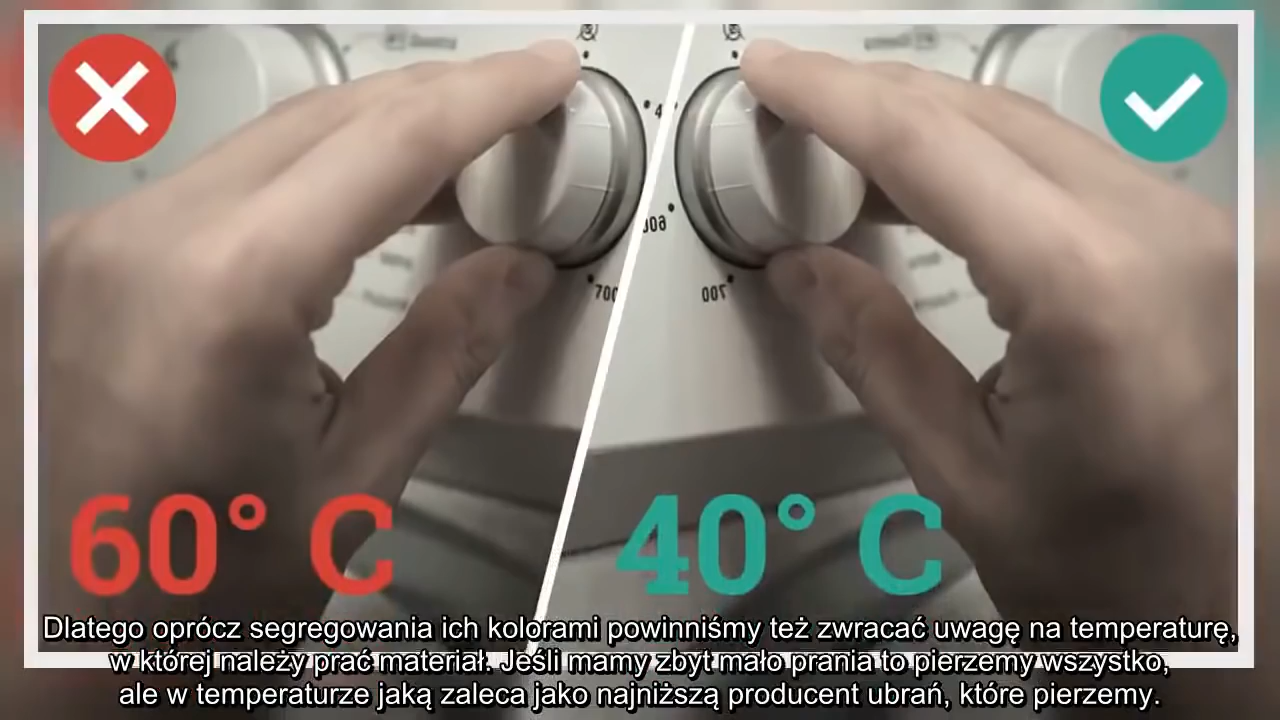 700
60° C
40° C
Dlatego oprócz segregowania ich kolorami powinniśmy też zwracać uwagę na temperaturę,
w której należy prać materiał. Jeśli mamy zbyt mało prania to pierzemy wszystko,
ale w temperaturze jaką zaleca jako najniższą producent ubrań, które pierzemy.